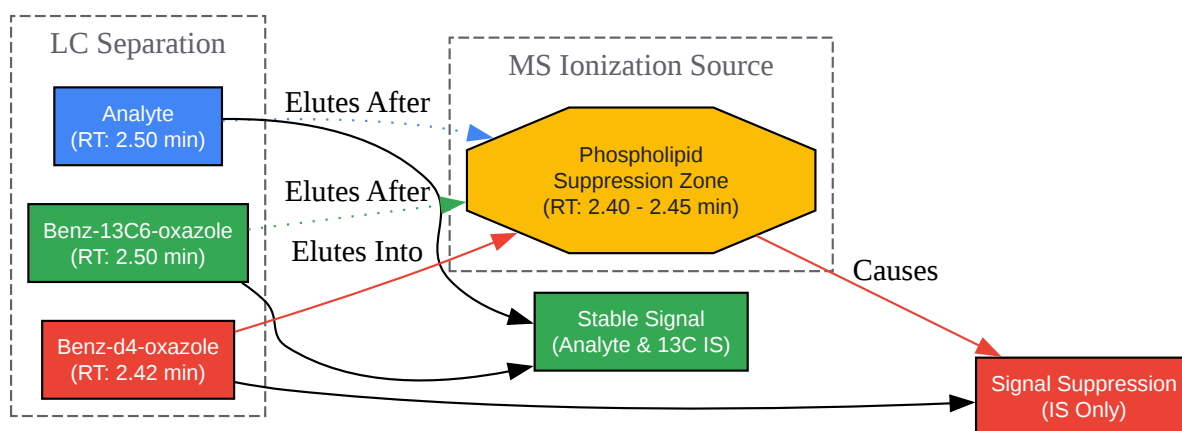 LC Separation
MS Ionization Source
Analyte
(RT: 2.50 min)
Elutes After
Phospholipid
Suppression Zone
(RT: 2.40 - 2.45 min)
Elutes After
Benz-13C6-oxazole
(RT: 2.50 min)
Elutes Into
Causes
Benz-d4-oxazole
(RT: 2.42 min)
Stable Signal
(Analyte & 13C IS)
Signal Suppression
(IS Only)